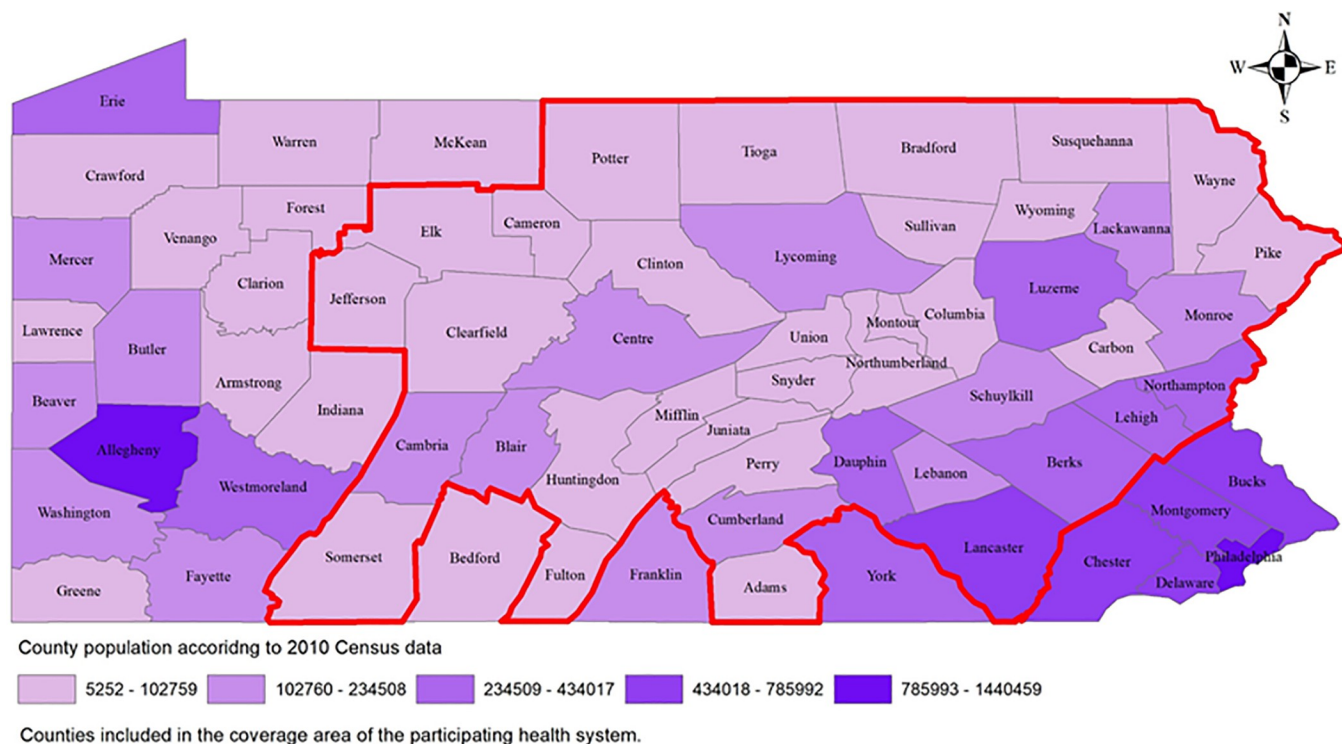 N
W E
S
Erie
Warren
McKean
Potter
Tioga
Bradford
Susquehanna
Wayne
Crawford
Forest
Elk
Cameron
Sullivan
Wyoming
Lackawanna
Pike
Mercer
Venango
Clarion
Jefferson
Clinton
Lycoming
Luzerne
Monroe
Lawrence
Butler
Clearfield
Centre
Union
Montour
Columbia
Carbon
Northumberland
Armstrong
Snyder
Northampton
Beaver
Indiana
Mifflin
Juniata
Schuylkill
Lehigh
Allegheny
Cambria
Blair
Perry
Dauphin
Lebanon
Berks
Westmoreland
Huntingdon
Bucks
Washington
Cumberland
Montgomery
Somerset
Bedford
Lancaster
Philadelphia
Greene
Fayette
Fulton
Franklin
Adams
York
Chester
Delaware
County population accoridng to 2010 Census data
5252 - 102759 102760 - 234508 234509 - 434017 434018 - 785992 785993 - 1440459
Counties included in the coverage area of the participating health system.